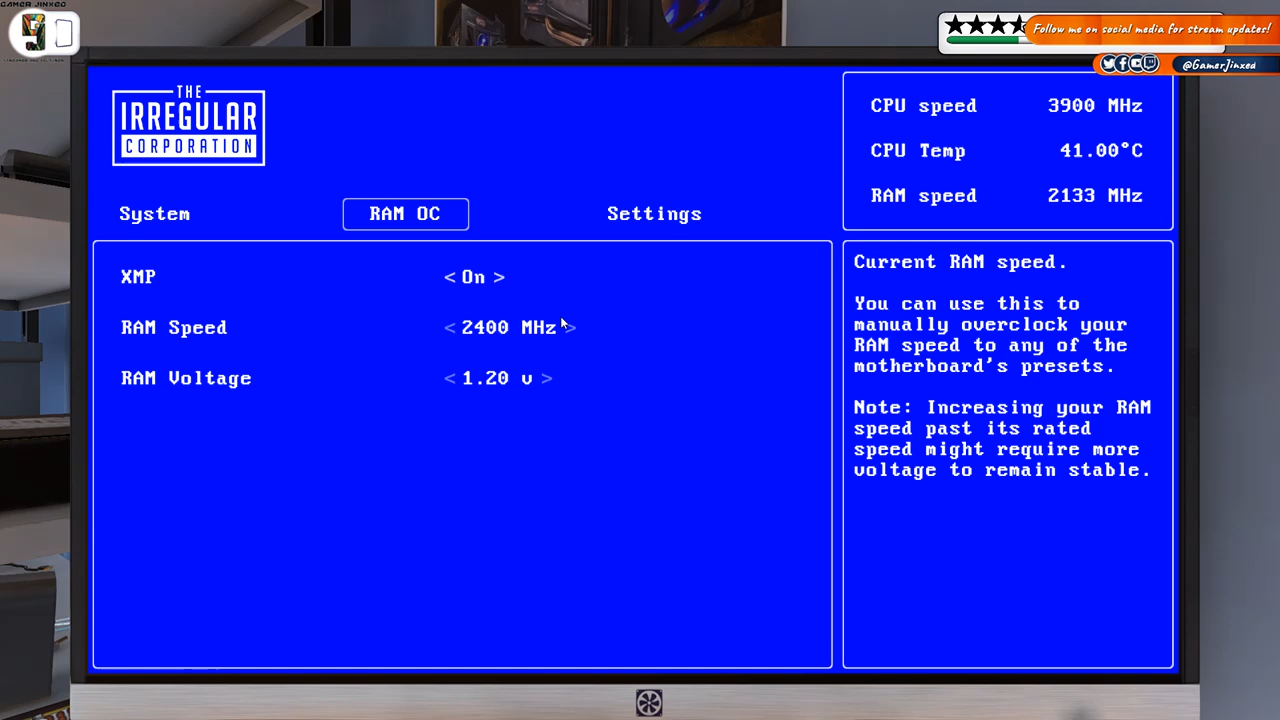 GAMER JINXED
Follow me on social media for stream updates!
@GamerJinxed
THE
IRREGULAR
CORPORATION
CPU speed 3900 MHz
CPU Temp 41.00°C
RAM speed 2133 MHz
System RAM OC Settings
XMP < On >
RAM Speed < 2400 MHz >
RAM Voltage < 1.20 v >
Current RAM speed.
You can use this to
manually overclock your
RAM speed to any of the
motherboard's presets.
Note: Increasing your RAM
speed past its rated
speed might require more
voltage to remain stable.